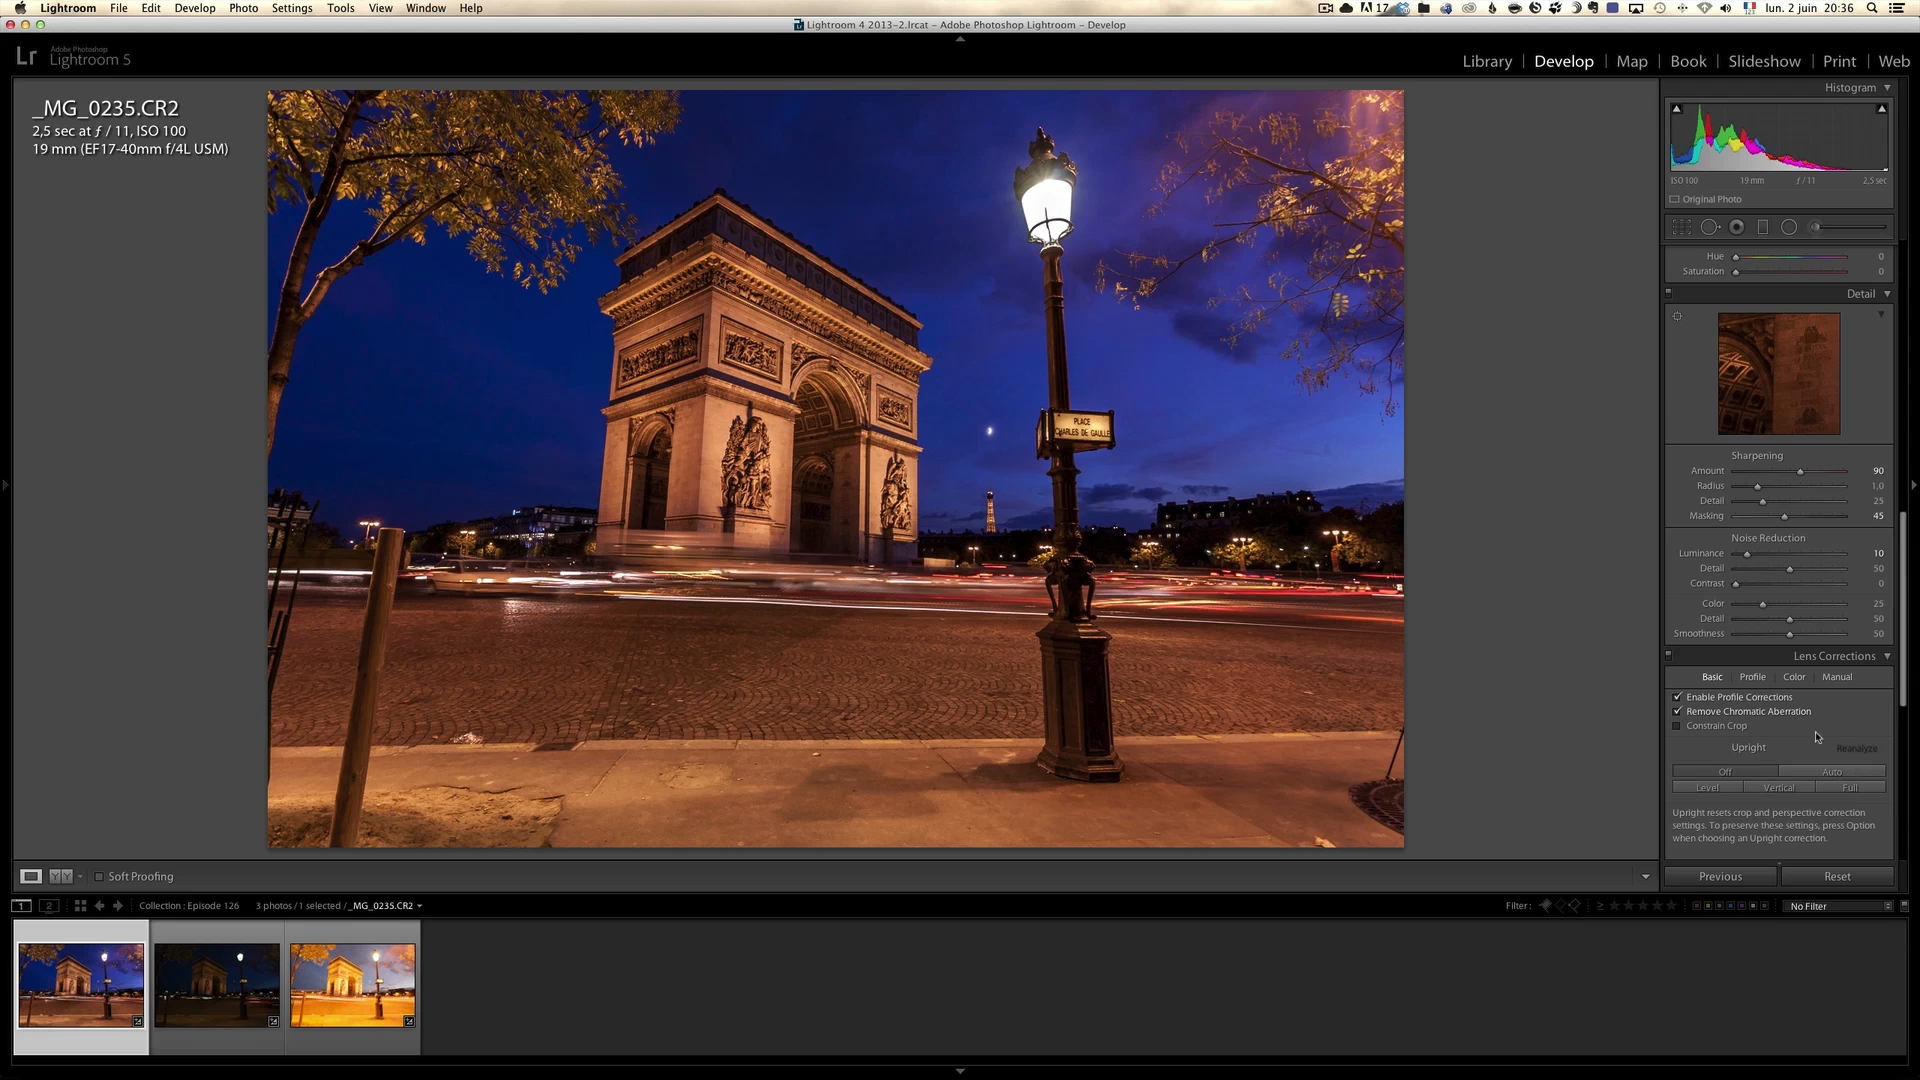 Lightroom File Edit Develop Photo Settings Tools View Window Help
17 lun. 2 juin 20:36
Lightroom 4 2013-2.lrcat – Adobe Photoshop Lightroom – Develop
Lr Adobe Photoshop
Lightroom 5
Library | Develop | Map | Book | Slideshow | Print | Web
_MG_0235.CR2
2,5 sec at ƒ / 11, ISO 100
19 mm (EF17-40mm f/4L USM)
PLACE
CHARLES DE GAULLE
Histogram
ISO 100 19 mm ƒ / 11 2,5 sec
Original Photo
Hue 0
Saturation 0
Detail
Sharpening
Amount 90
Radius 1,0
Detail 25
Masking 45
Noise Reduction
Luminance 10
Detail 50
Contrast 0
Color 25
Detail 50
Smoothness 50
Lens Corrections
Basic Profile Color Manual
Enable Profile Corrections
Remove Chromatic Aberration
Constrain Crop
Upright Reanalyze
Off Auto
Level Vertical Full
Upright resets crop and perspective correction
settings. To preserve these settings, press Option
when choosing an Upright correction.
Previous Reset
Y Y Soft Proofing
1 2 Collection : Episode 126 3 photos / 1 selected / _MG_0235.CR2
Filter : ≥ No Filter